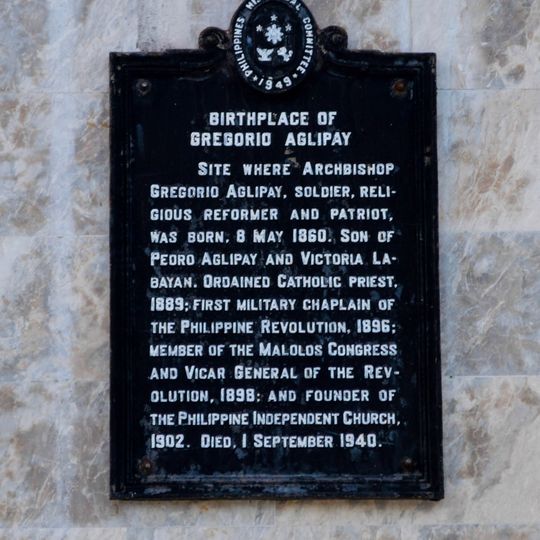 PHILIPPINES HISTORICAL COMMITTEE
★1949★
BIRTHPLACE OF
GREGORIO AGLIPAY
SITE WHERE ARCHBISHOP
GREGORIO AGLIPAY, SOLDIER, RELI-
GIOUS REFORMER AND PATRIOT,
WAS BORN, 8 MAY 1860. SON OF
PEDRO AGLIPAY AND VICTORIA LA-
BAYAN. ORDAINED CATHOLIC PRIEST,
1889; FIRST MILITARY CHAPLAIN OF
THE PHILIPPINE REVOLUTION, 1896;
MEMBER OF THE MALOLOS CONGRESS
AND VICAR GENERAL OF THE REV-
OLUTION, 1898; AND FOUNDER OF
THE PHILIPPINE INDEPENDENT CHURCH,
1902. DIED, 1 SEPTEMBER 1940.